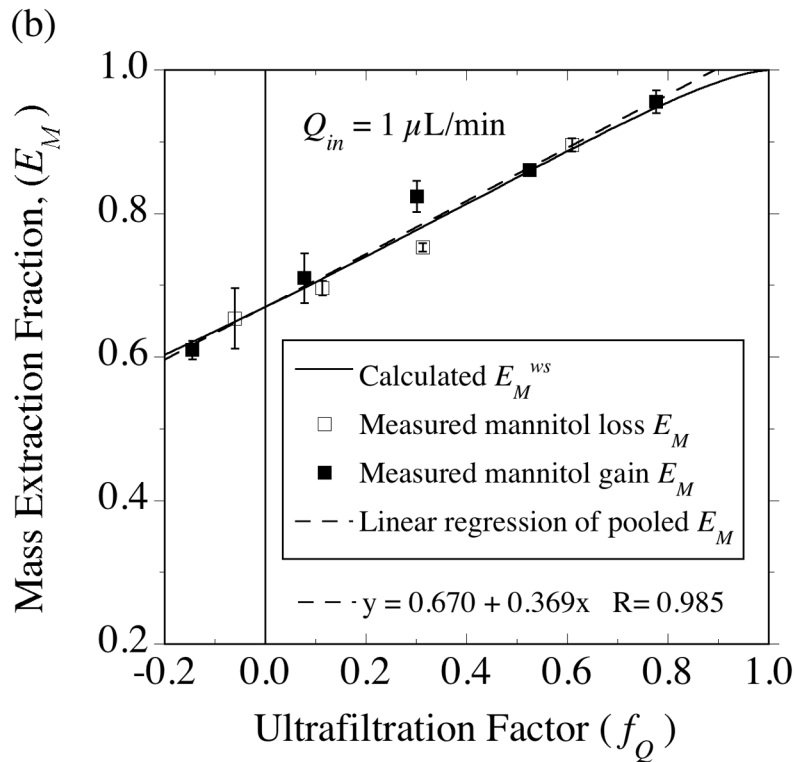 (b)
Mass Extraction Fraction, (E_M)
1.0
0.8
0.6
0.4
0.2
Q_in = 1 µL/min
Calculated E_M^ws
Measured mannitol loss E_M
Measured mannitol gain E_M
Linear regression of pooled E_M
y = 0.670 + 0.369x R= 0.985
-0.2 0.0 0.2 0.4 0.6 0.8 1.0
Ultrafiltration Factor (f_Q)